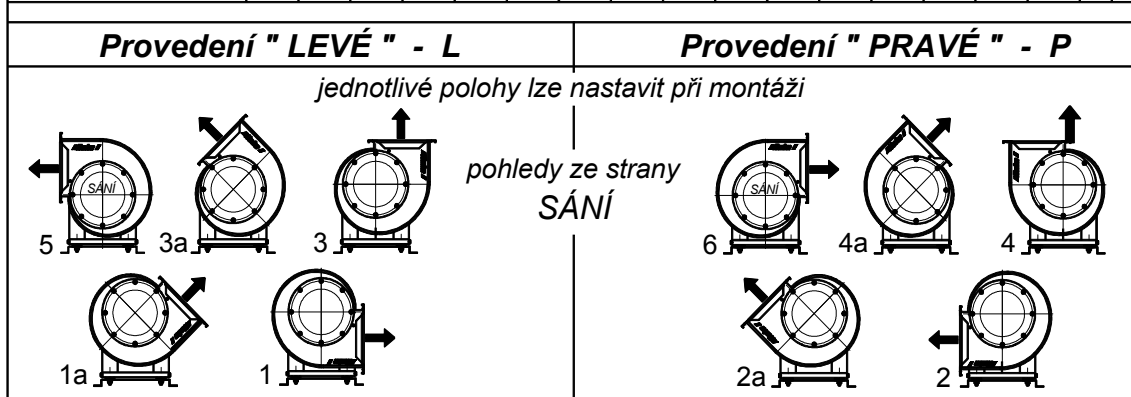 Provedení " LEVÉ " - L
Provedení " PRAVÉ " - P
jednotlivé polohy lze nastavit při montáži
pohledy ze strany
SÁNÍ
SÁNÍ
5
3a
3
1a
1
SÁNÍ
6
4a
4
2a
2